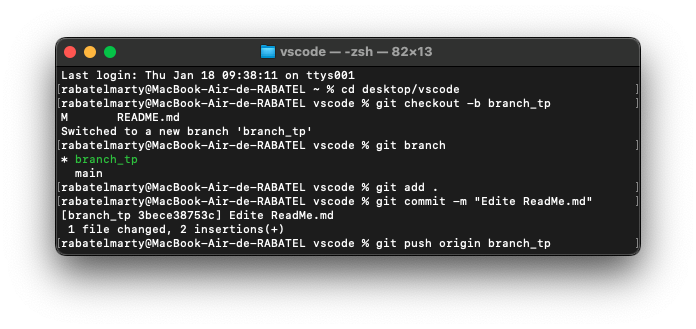 vscode — -zsh — 82×13
Last login: Thu Jan 18 09:38:11 on ttys001
[rabatelmarty@MacBook-Air-de-RABATEL ~ % cd desktop/vscode ]
[rabatelmarty@MacBook-Air-de-RABATEL vscode % git checkout -b branch_tp ]
M       README.md
Switched to a new branch 'branch_tp'
[rabatelmarty@MacBook-Air-de-RABATEL vscode % git branch ]
* branch_tp
  main
[rabatelmarty@MacBook-Air-de-RABATEL vscode % git add . ]
[rabatelmarty@MacBook-Air-de-RABATEL vscode % git commit -m "Edite ReadMe.md" ]
[branch_tp 3bece38753c] Edite ReadMe.md
 1 file changed, 2 insertions(+)
[rabatelmarty@MacBook-Air-de-RABATEL vscode % git push origin branch_tp ]